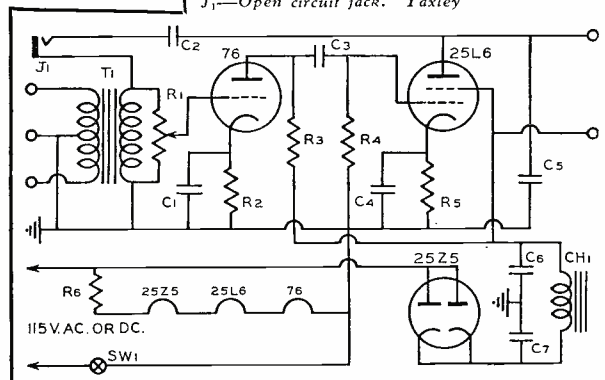 J1—Open circuit jack. Yaxley
C2
76
C3
25L6
J1
T1
R1
R3
R4
C5
C1
R2
C4
R5
25Z5
C6
CH1
R6
25Z5
25L6
76
C7
115 V. AC. OR DC.
SW1